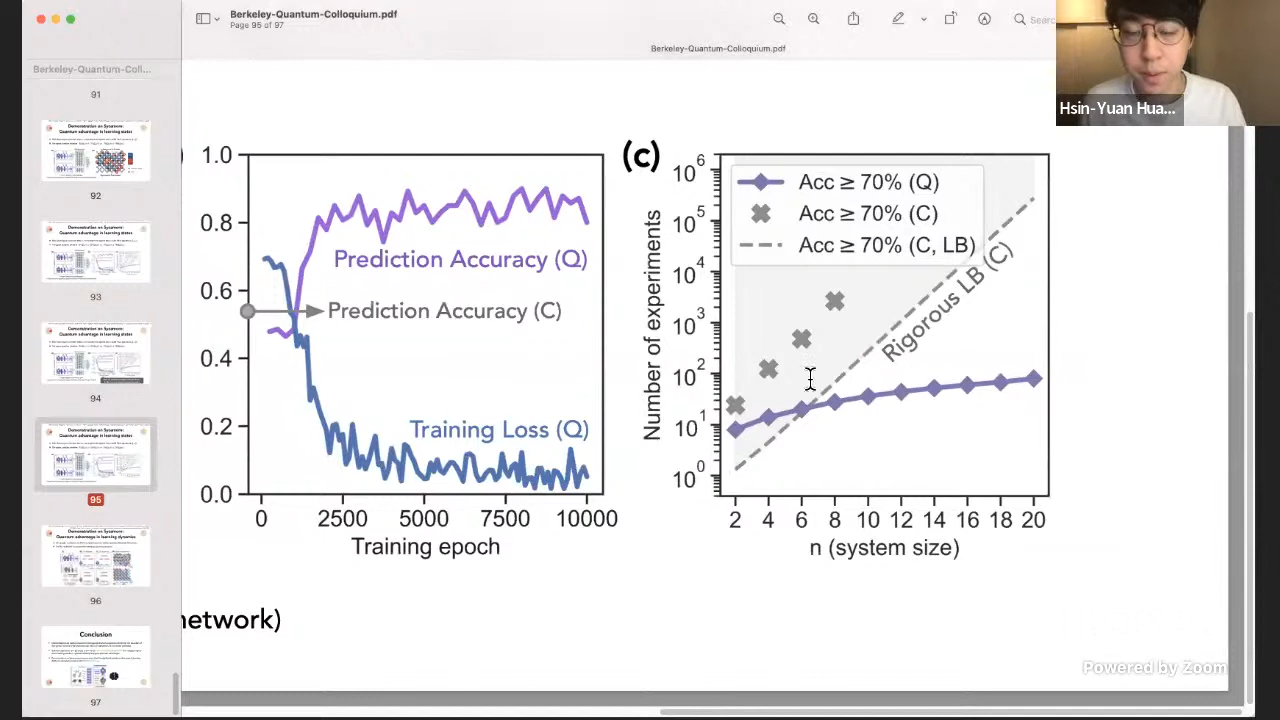 Berkeley-Quantum-Colloquium.pdf
Page 95 of 97
Sear
Berkeley-Quantum-Colloquium.pdf
Berkeley-Quantum-Coll...
Hsin-Yuan Hua...
91
92
93
94
95
96
Conclusion
97
1.0
0.8
0.6
0.4
0.2
0.0
Prediction Accuracy (Q)
Prediction Accuracy (C)
Training Loss (Q)
0 2500 5000 7500 10000
Training epoch
)
(c)
Number of experiments
10^6
10^5
10^4
10^3
10^2
10^1
10^0
Acc ≥ 70% (Q)
Acc ≥ 70% (C)
Acc ≥ 70% (C, LB)
Rigorous LB (C)
2 4 6 8 10 12 14 16 18 20
n (system size)
network)
Powered by Zoom